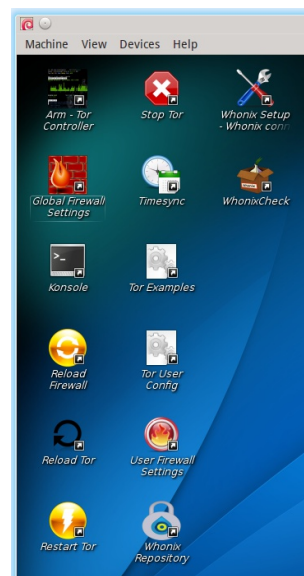 Machine View Devices Help
Arm - Tor
Controller
Stop Tor
Whonix Setup
- Whonix conn
Global Firewall
Settings
Timesync
WhonixCheck
Konsole
Tor Examples
Reload
Firewall
Tor User
Config
Reload Tor
User Firewall
Settings
Restart Tor
Whonix
Repository